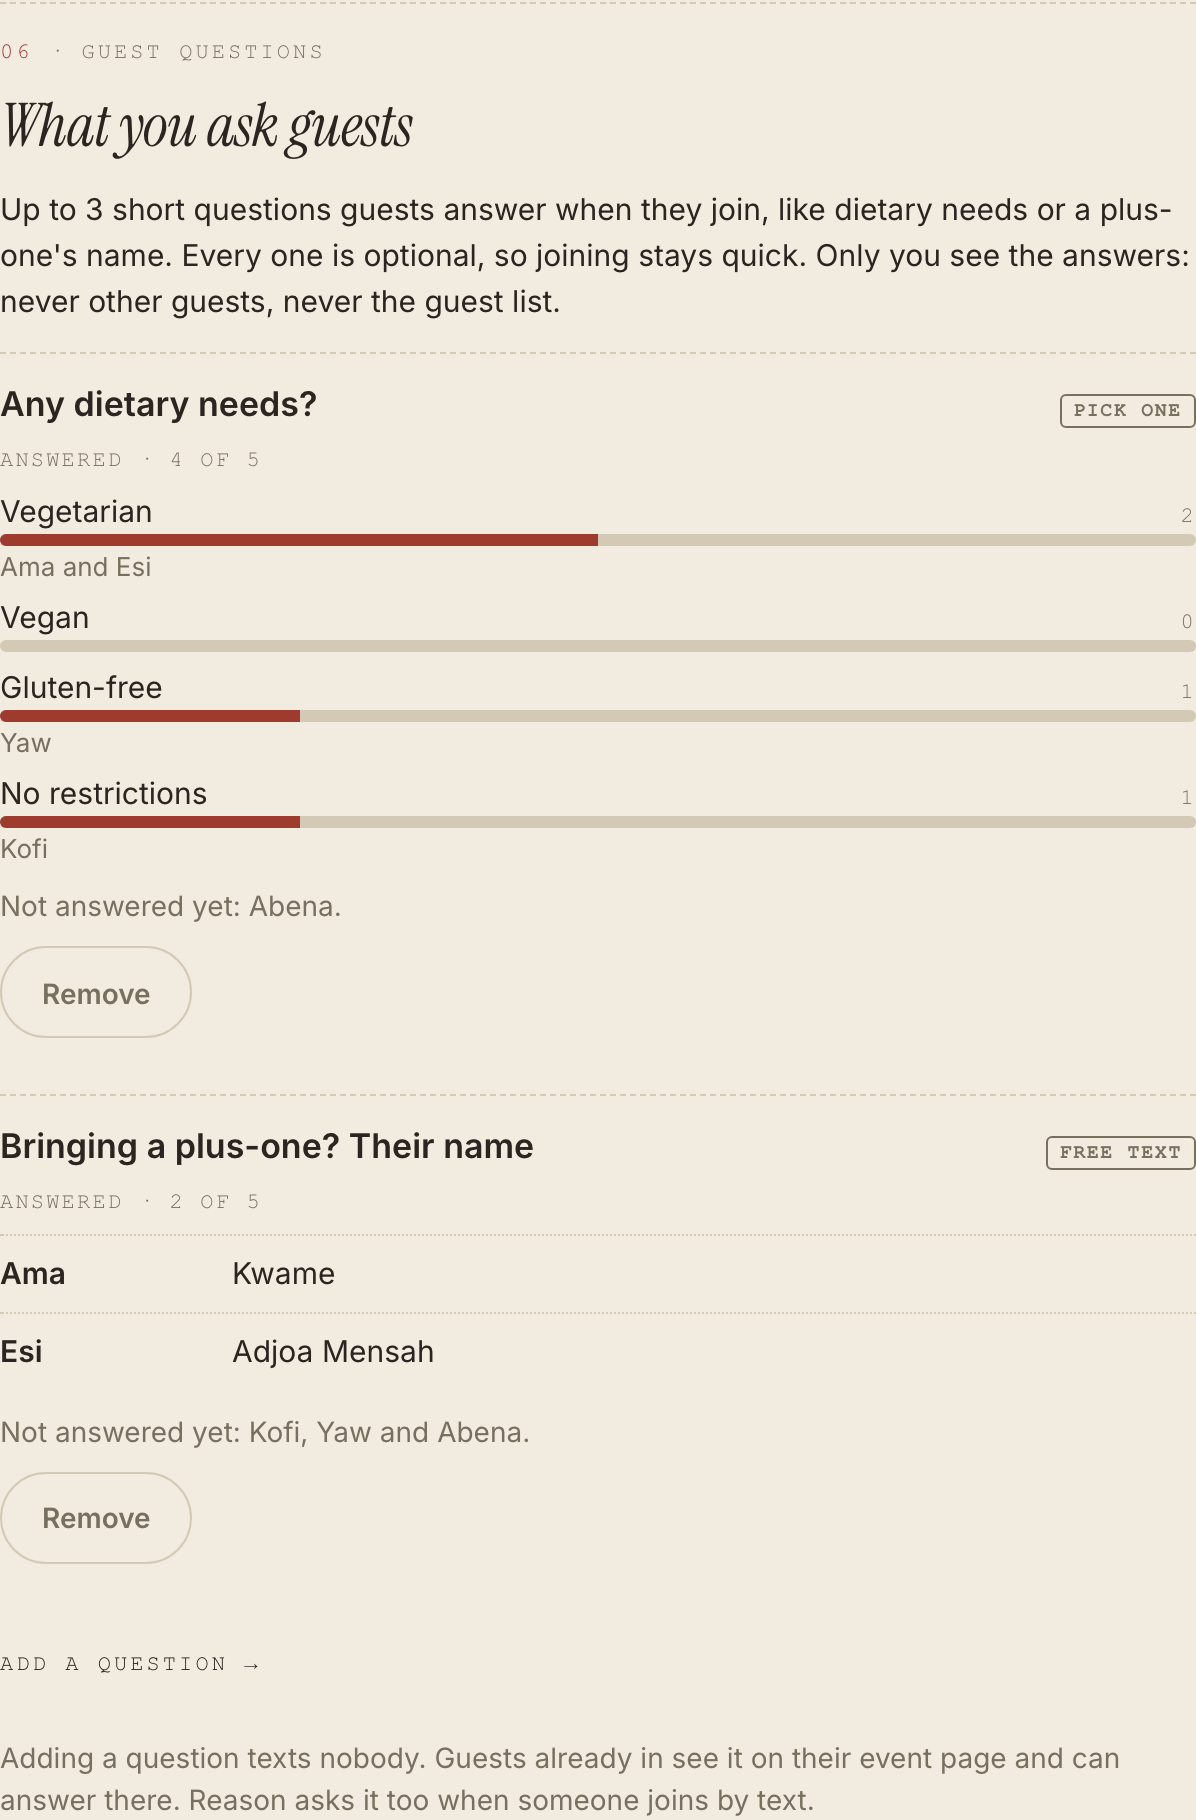 06 · GUEST QUESTIONS
What you ask guests
Up to 3 short questions guests answer when they join, like dietary needs or a plus-
one's name. Every one is optional, so joining stays quick. Only you see the answers:
never other guests, never the guest list.
Any dietary needs?
PICK ONE
ANSWERED · 4 OF 5
Vegetarian 2
Ama and Esi
Vegan 0
Gluten-free 1
Yaw
No restrictions 1
Kofi
Not answered yet: Abena.
Remove
Bringing a plus-one? Their name
FREE TEXT
ANSWERED · 2 OF 5
Ama Kwame
Esi Adjoa Mensah
Not answered yet: Kofi, Yaw and Abena.
Remove
ADD A QUESTION →
Adding a question texts nobody. Guests already in see it on their event page and can
answer there. Reason asks it too when someone joins by text.